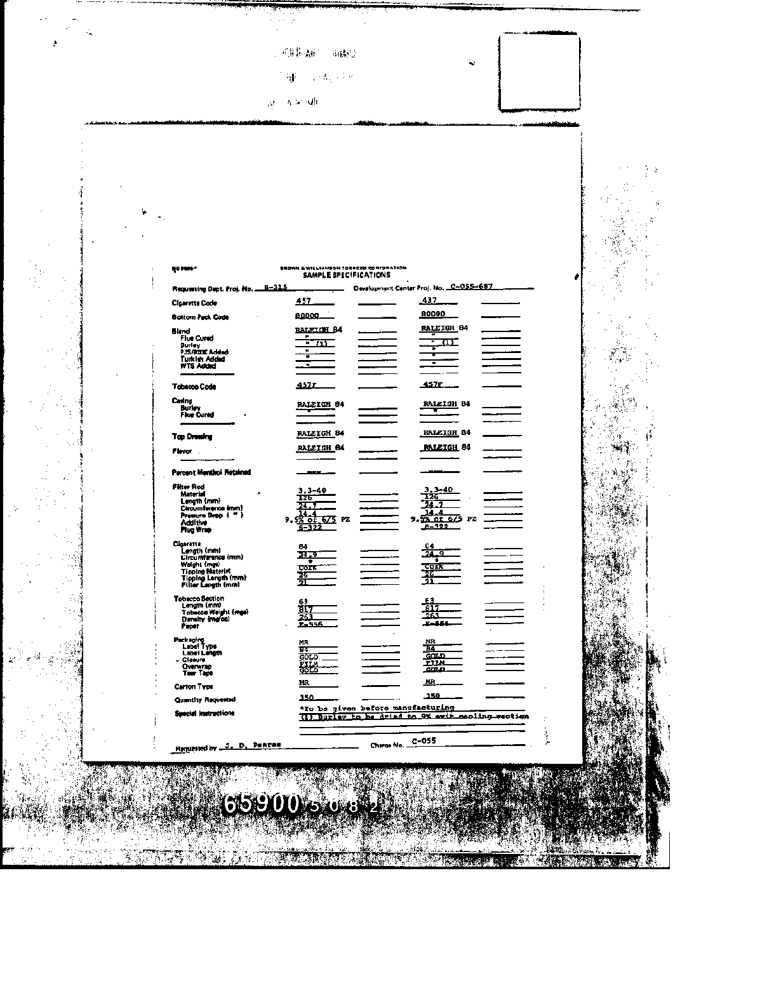 BROWN & WILLIAMSON TOBACCO CORPORATION
SAMPLE SPECIFICATIONS
Requesting Dept. Proj. No. B-325 Development Center Proj. No. C-055-687
Cigarette Code 457 437
Bottom Pack Code 80000 80000
Blend RALEIGH 84 RALEIGH 84
Flue Cured " "
Burley " (1) " (1)
Added " "
Turkish Added " "
WTS Added " "
Tobacco Code 457F 457F
Casing RALEIGH 84 RALEIGH 84
Burley " "
Flue Cured
Top Dressing RALEIGH 84 RALEIGH 84
Flavor RALEIGH 84 RALEIGH 84
Percent Menthol Retained --- ---
Filter Rod
Material 3.3-40 3.3-40
Length (mm) 126 126
Circumference (mm) 24.7 24.7
Pressure Drop ( " ) 14.4 14.4
Additive 9.5% of 6/5 PZ 9.5% of 6/5 PZ
Plug Wrap S-322 S-322
Cigarette
Length (mm) 84 84
Circumference (mm) 24.9 24.9
Weight (mgs) * *
Tipping Material Cork Cork
Tipping Length (mm) 26
Filter Length (mm) 21 21
Tobacco Section
Length (mm) 63 63
Tobacco Weight (mgs) 817 817
Density (mg/cc) 263 263
Paper E-556 E-556
Packaging
Label Type MR MR
Label Length 84 84
- Closure GOLD GOLD
Overwrap FILM FILM
Tear Tape GOLD GOLD
Carton Type MR MR
Quantity Requested 350 350
Special Instructions *To be given before manufacturing
(1) Burley to be dried to 9% exit cooling section
Requested by J. D. Charge No. C-055
65900 5082